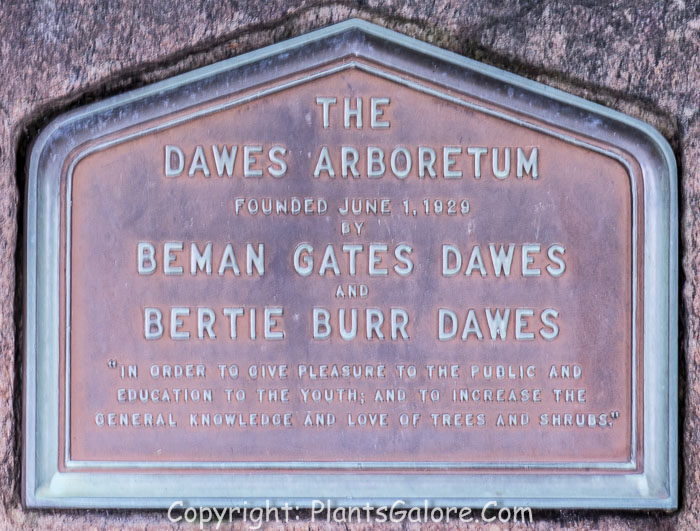 THE
DAWES ARBORETUM
FOUNDED JUNE 1, 1929
BY
BEMAN GATES DAWES
AND
BERTIE BURR DAWES
"IN ORDER TO GIVE PLEASURE TO THE PUBLIC AND
EDUCATION TO THE YOUTH; AND TO INCREASE THE
GENERAL KNOWLEDGE AND LOVE OF TREES AND SHRUBS."
Copyright: PlantsGalore.Com